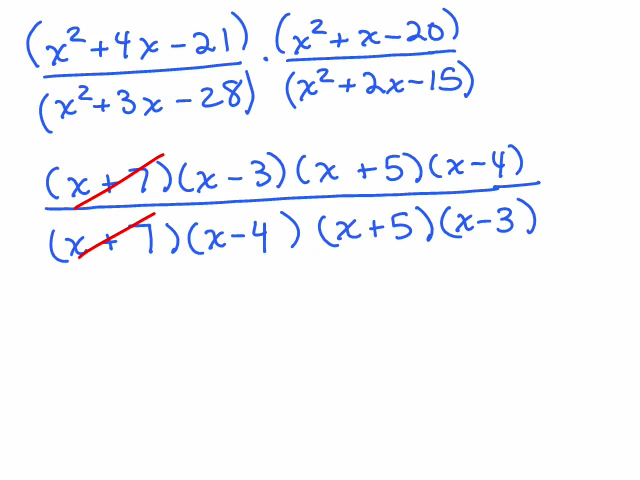 (x²+4x-21) · (x²+x-20)
(x²+3x-28) (x²+2x-15)
(x+7)(x-3)(x+5)(x-4)
(x+7)(x-4)(x+5)(x-3)